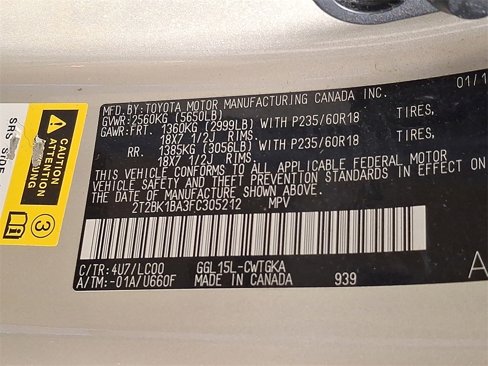 MFD. BY: TOYOTA MOTOR MANUFACTURING CANADA INC. 01/1
GVWR: 2560KG (5650LB)
GAWR: FRT. 1360KG (2999LB) WITH P235/60R18 TIRES,
18X7 1/2J RIMS.
RR. 1385KG (3056LB) WITH P235/60R18 TIRES,
18X7 1/2J RIMS.
THIS VEHICLE CONFORMS TO ALL APPLICABLE FEDERAL MOTOR
VEHICLE SAFETY AND THEFT PREVENTION STANDARDS IN EFFECT ON
THE DATE OF MANUFACTURE SHOWN ABOVE.
2T2BK1BA3FC305212 MPV
C/TR: 4U7/LC00 GGL15L-CWTGKA A
A/TM: -01A/U660F MADE IN CANADA 939
CAUTION
ATTENTION
3
SRS SIDE